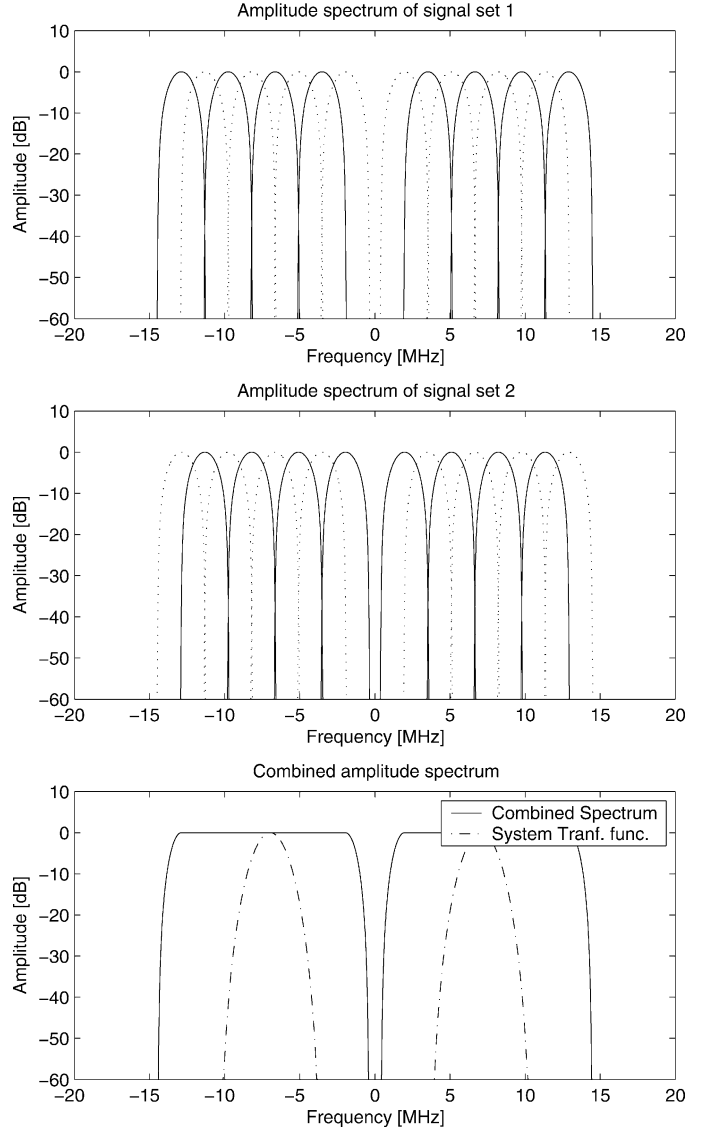 Amplitude spectrum of signal set 1
10
0
−10
−20
−30
−40
−50
−60
Amplitude [dB]
−20 −15 −10 −5 0 5 10 15 20
Frequency [MHz]
Amplitude spectrum of signal set 2
10
0
−10
−20
−30
−40
−50
−60
Amplitude [dB]
−20 −15 −10 −5 0 5 10 15 20
Frequency [MHz]
Combined amplitude spectrum
10
0
−10
−20
−30
−40
−50
−60
Amplitude [dB]
Combined Spectrum
System Tranf. func.
−20 −15 −10 −5 0 5 10 15 20
Frequency [MHz]